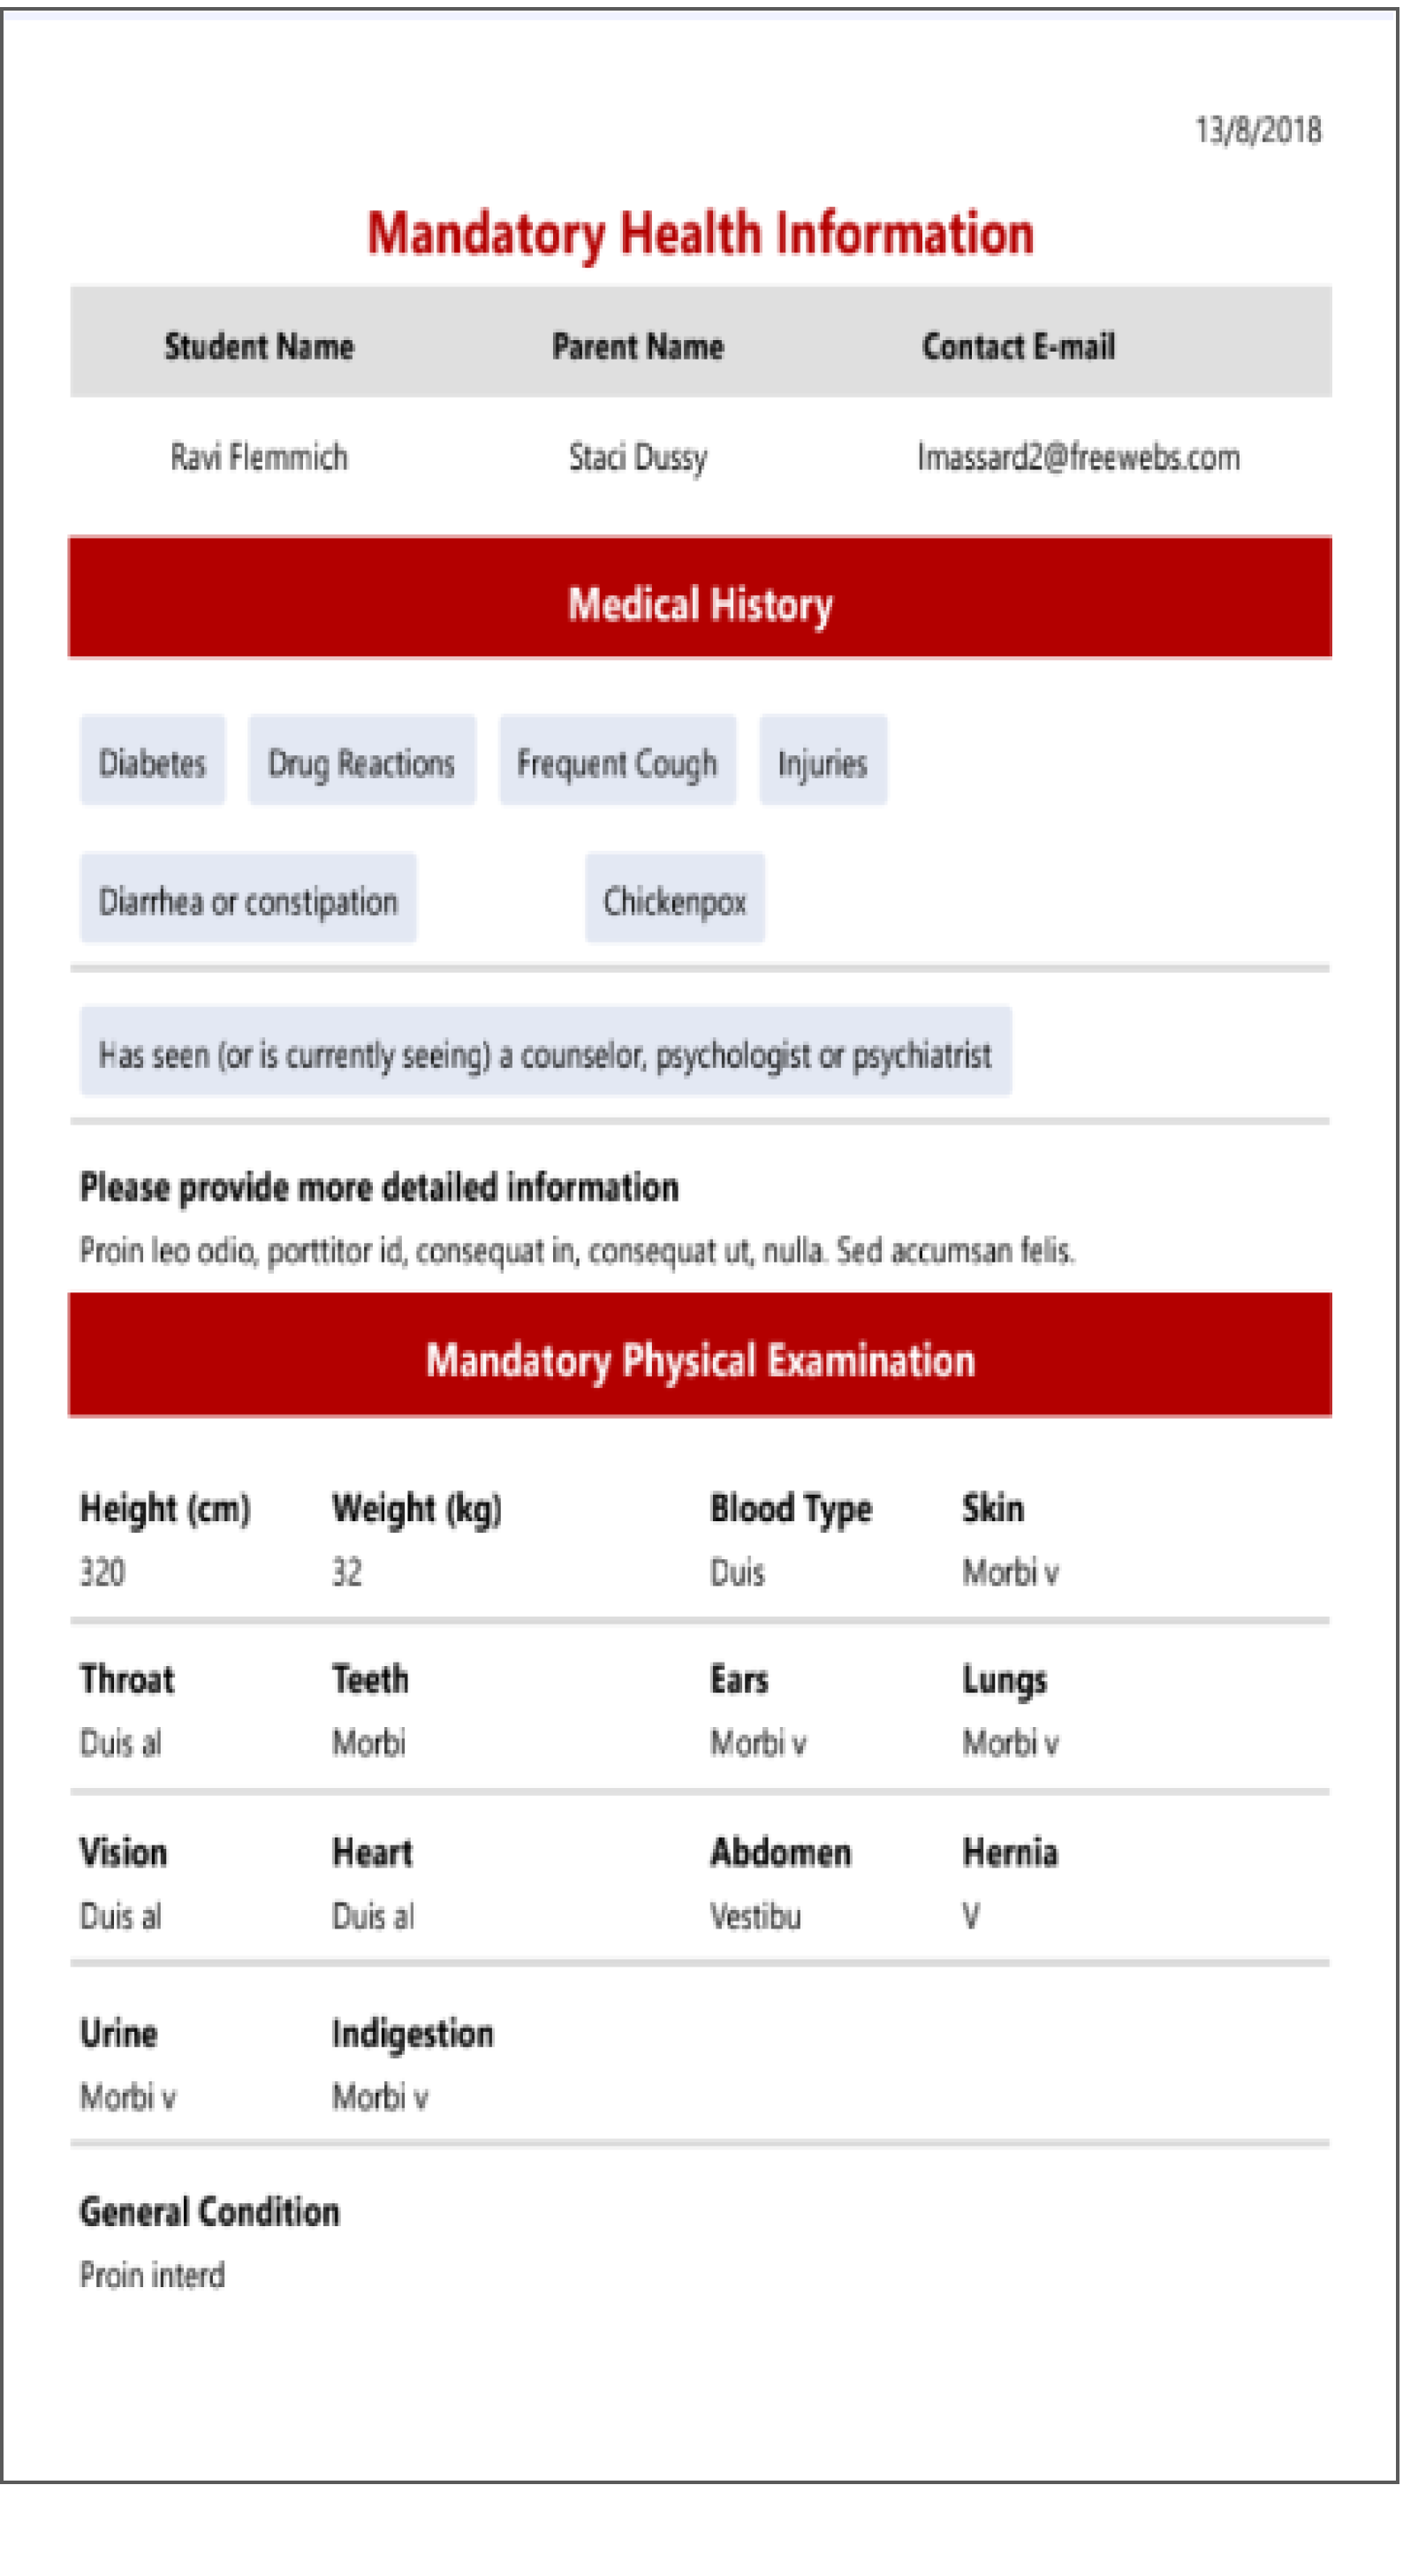 13/8/2018
Mandatory Health Information
Student Name Parent Name Contact E-mail
Ravi Flemmich Staci Dussy lmassard2@freewebs.com
Medical History
Diabetes Drug Reactions Frequent Cough Injuries
Diarrhea or constipation Chickenpox
Has seen (or is currently seeing) a counselor, psychologist or psychiatrist
Please provide more detailed information
Proin leo odio, porttitor id, consequat in, consequat ut, nulla. Sed accumsan felis.
Mandatory Physical Examination
Height (cm) Weight (kg) Blood Type Skin
320 32 Duis Morbi v
Throat Teeth Ears Lungs
Duis al Morbi Morbi v Morbi v
Vision Heart Abdomen Hernia
Duis al Duis al Vestibu V
Urine Indigestion
Morbi v Morbi v
General Condition
Proin interd